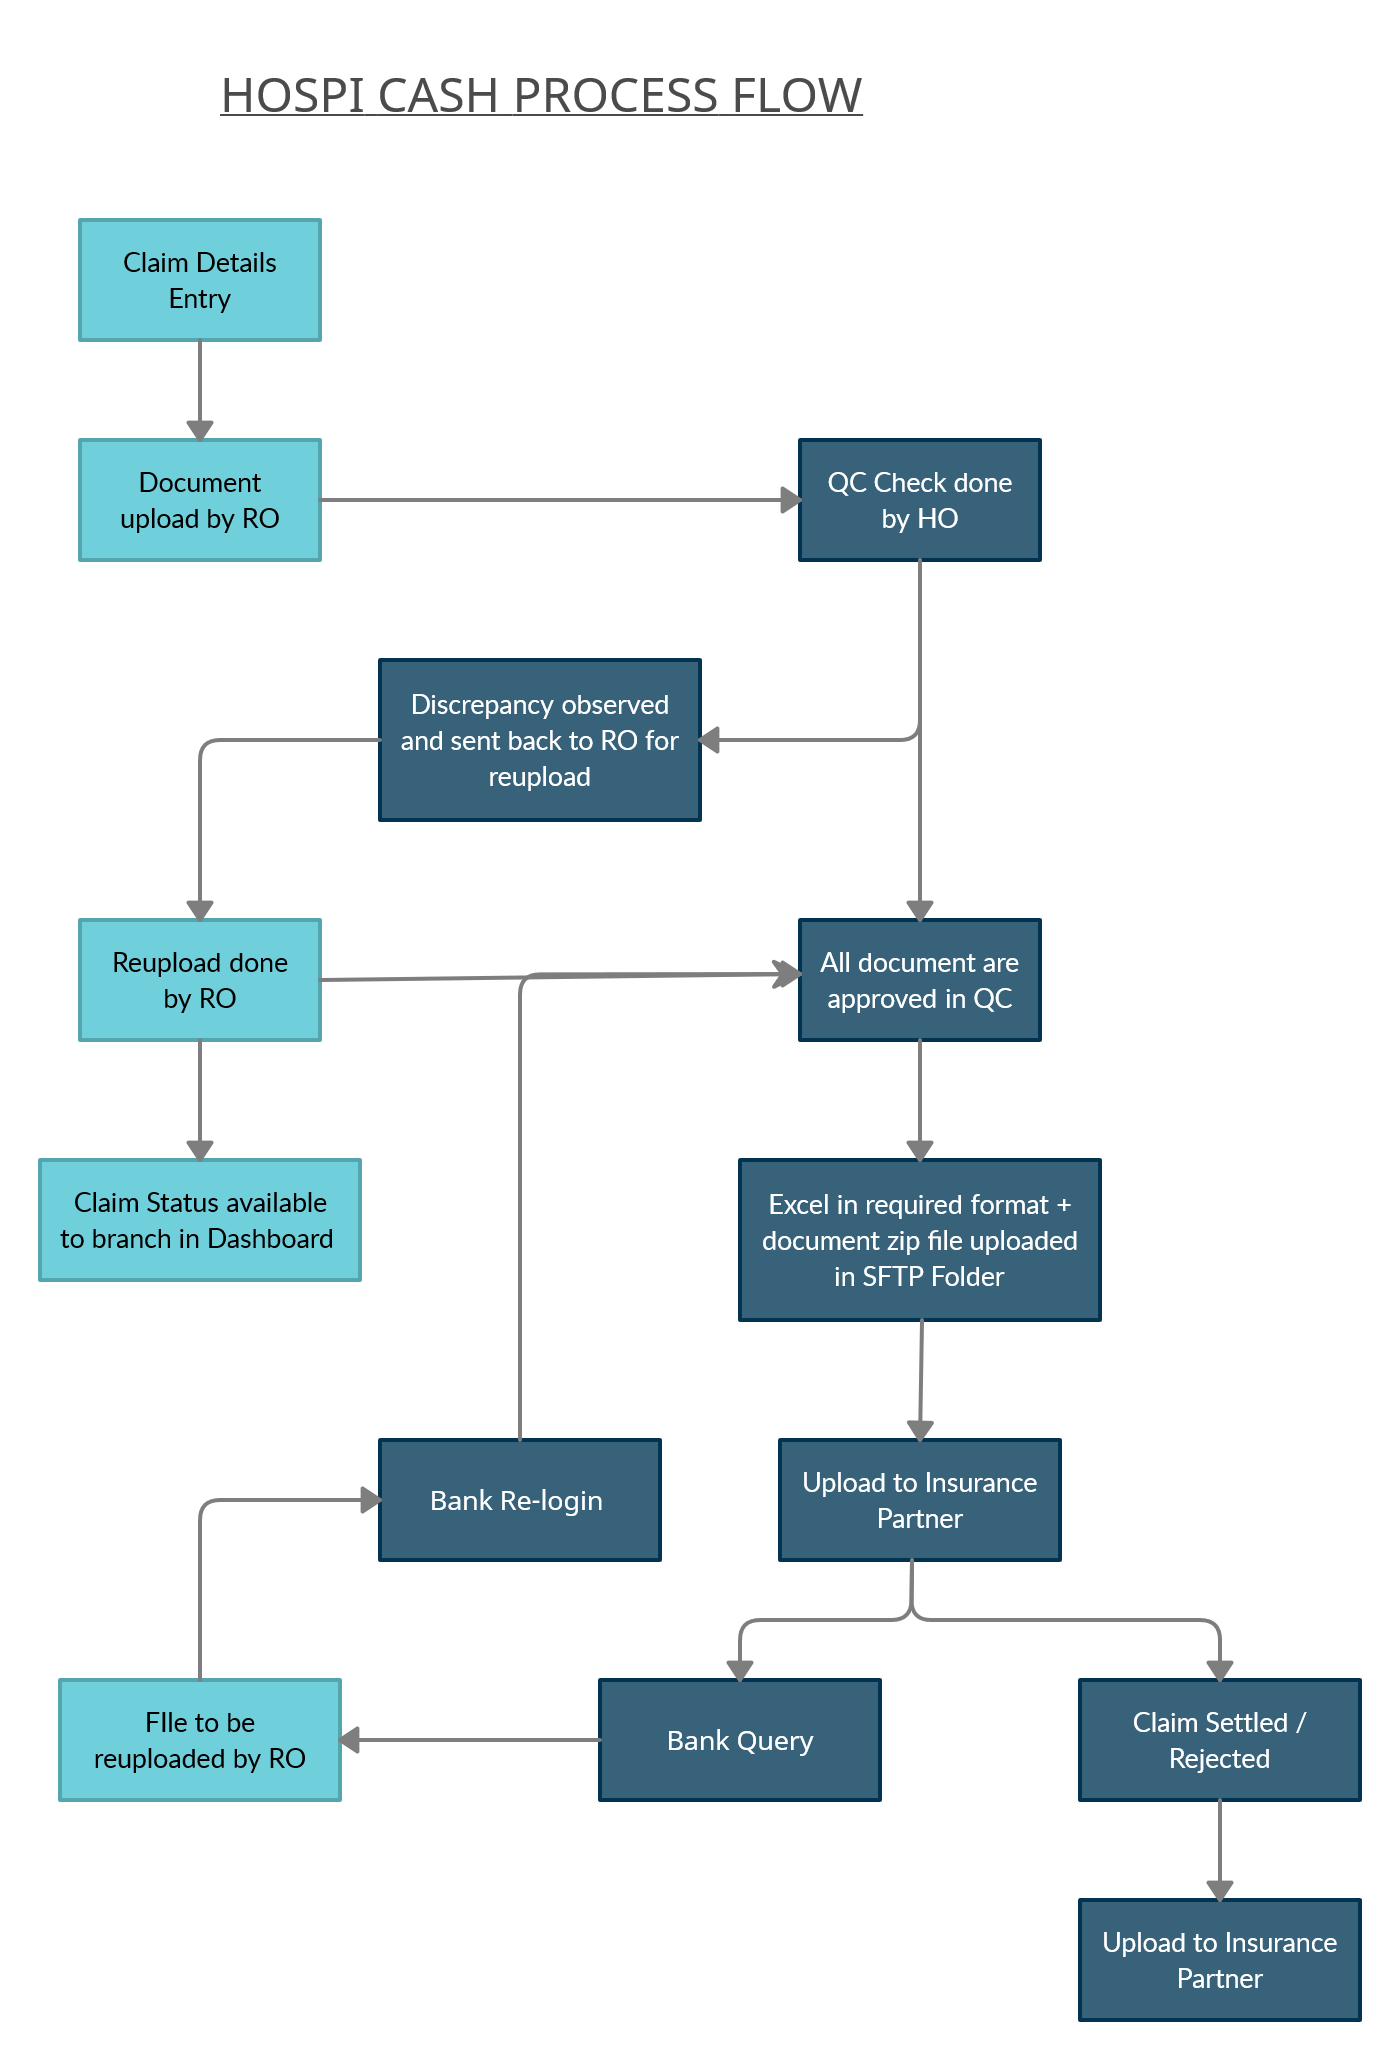 HOSPI CASH PROCESS FLOW
Claim Details
Entry
Document
upload by RO
QC Check done
by HO
Discrepancy observed
and sent back to RO for
reupload
Reupload done
by RO
All document are
approved in QC
Claim Status available
to branch in Dashboard
Excel in required format +
document zip file uploaded
in SFTP Folder
Bank Re-login
Upload to Insurance
Partner
FIle to be
reuploaded by RO
Bank Query
Claim Settled /
Rejected
Upload to Insurance
Partner